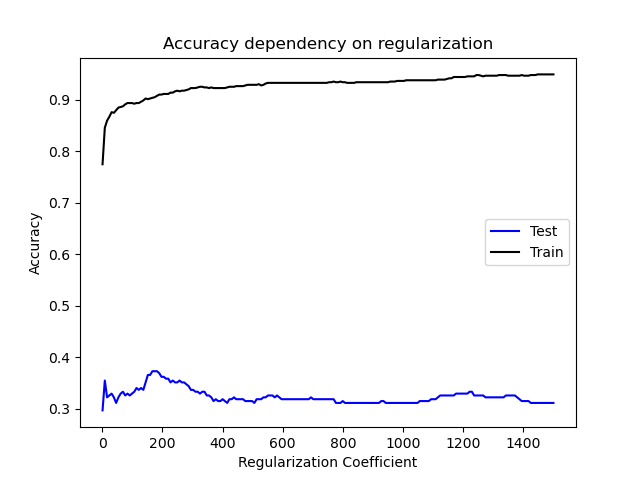 Accuracy dependency on regularization
0.9
0.8
0.7
0.6
0.5
0.4
0.3
Accuracy
Test
Train
0 200 400 600 800 1000 1200 1400
Regularization Coefficient